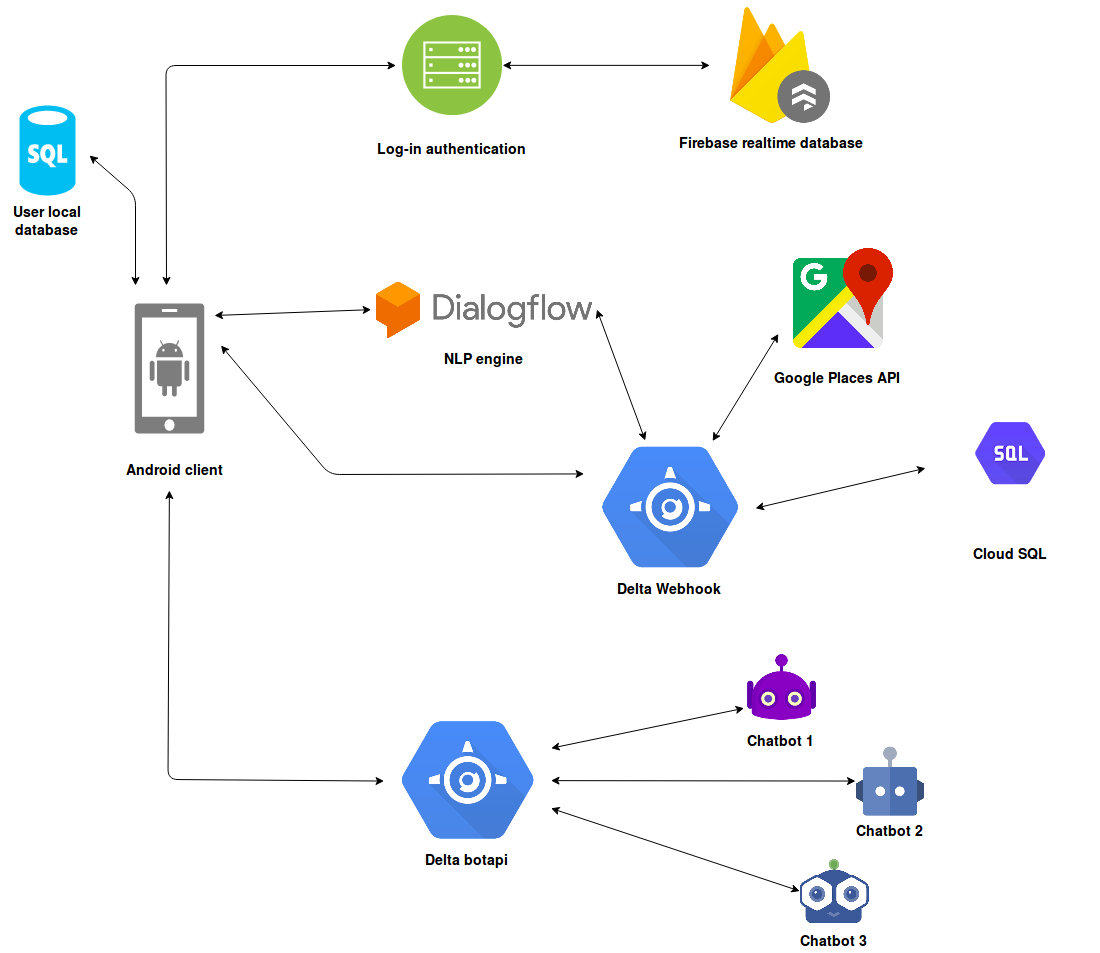 Log-in authentication
Firebase realtime database
SQL
User local
database
Dialogflow
NLP engine
G
Google Places API
Android client
SQL
Cloud SQL
Delta Webhook
Chatbot 1
Chatbot 2
Delta botapi
Chatbot 3